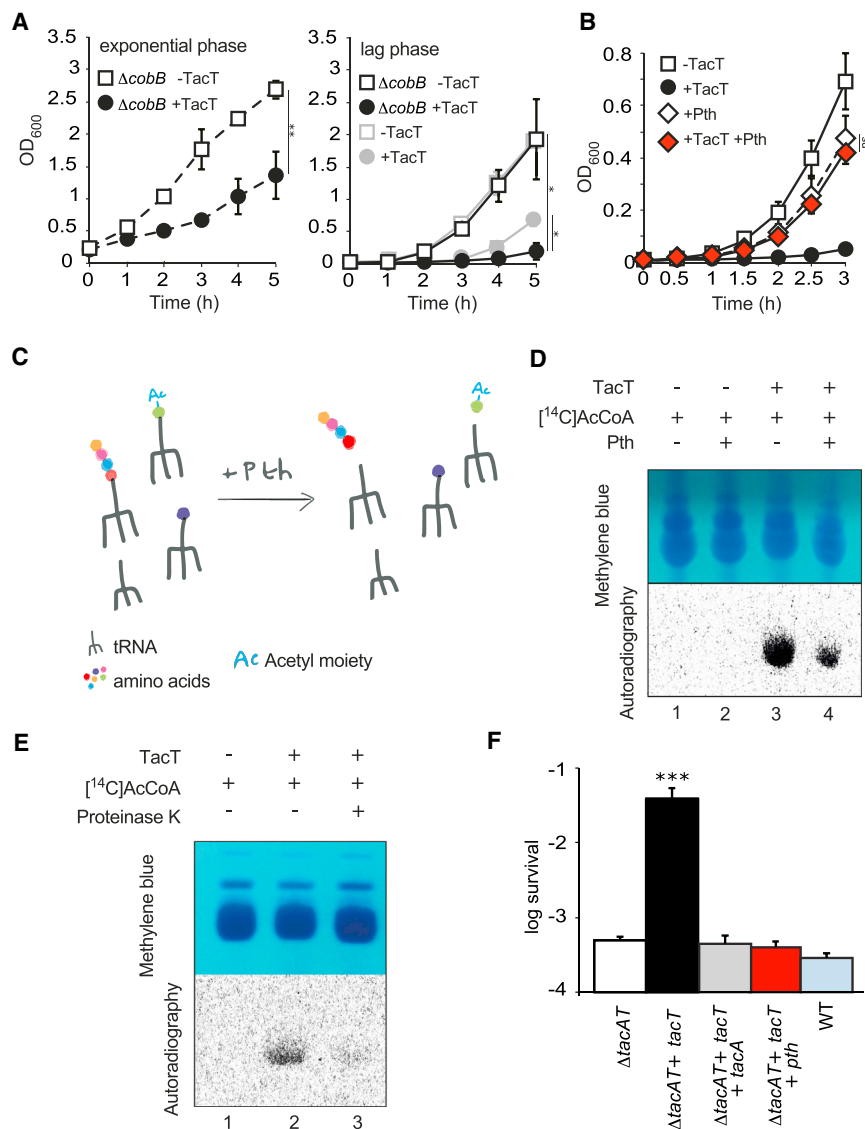 A
exponential phase
ΔcobB -TacT
ΔcobB +TacT
OD600
3.5
3
2.5
2
1.5
1
0.5
0
0 1 2 3 4 5
Time (h)
**
lag phase
ΔcobB -TacT
ΔcobB +TacT
-TacT
+TacT
3.5
3
2.5
2
1.5
1
0.5
0
0 1 2 3 4 5
Time (h)
*
*
B
-TacT
+TacT
+Pth
+TacT +Pth
OD600
0.8
0.6
0.4
0.2
0
0 0.5 1 1.5 2 2.5 3
Time (h)
ns
C
Ac
+Pth
Ac
tRNA
amino acids
Ac Acetyl moiety
D
TacT - - + +
[14C]AcCoA + + + +
Pth - + - +
Methylene blue
Autoradiography
1 2 3 4
E
TacT - + +
[14C]AcCoA + + +
Proteinase K - - +
Methylene blue
Autoradiography
1 2 3
F
log survival
-1
-2
-3
-4
***
ΔtacAT
ΔtacAT+ tacT
ΔtacAT+ tacT
+ tacA
ΔtacAT+ tacT
+ pth
WT